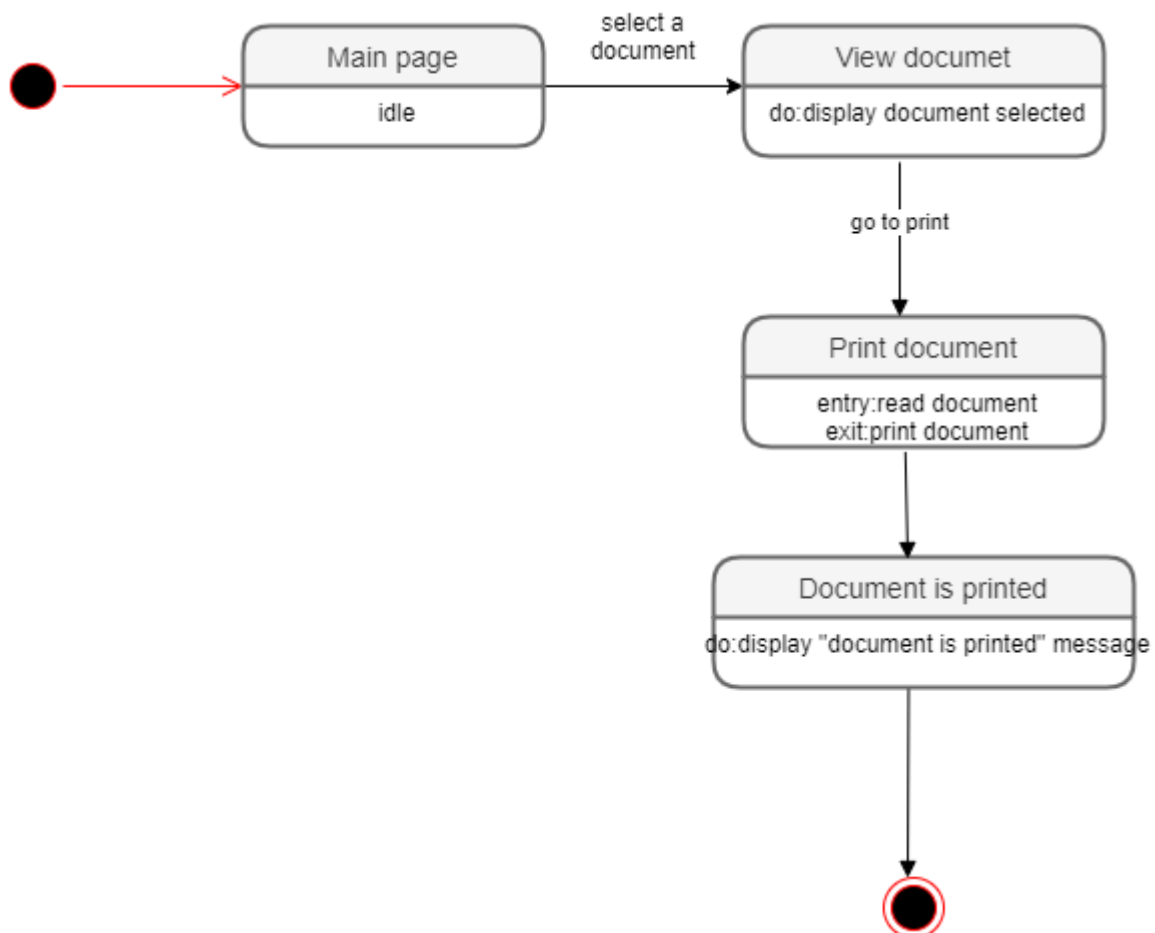 Main page
idle
select a
document
View documet
do:display document selected
go to print
Print document
entry:read document
exit:print document
Document is printed
do:display "document is printed" message